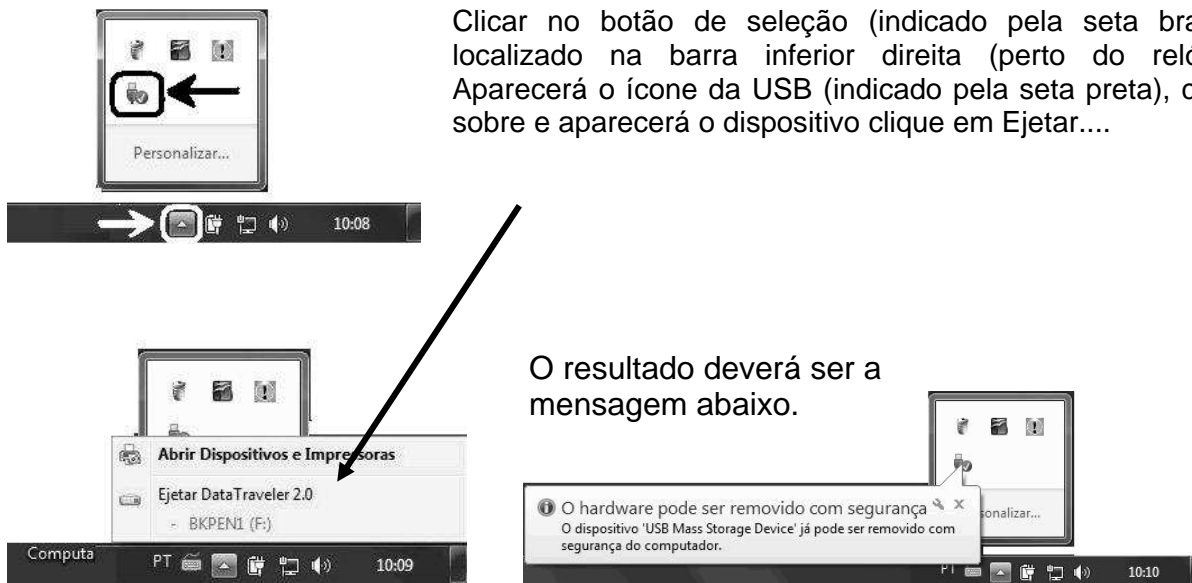 Clicar no botão de seleção (indicado pela seta
localizado na barra inferior direita (perto do
Aparecerá o ícone da USB (indicado pela seta preta),
sobre e aparecerá o dispositivo clique em Ejetar....
Personalizar...
10:08
O resultado deverá ser a
mensagem abaixo.
Abrir Dispositivos e Impressoras
Ejetar DataTraveler 2.0
- BKPEN1 (F:)
Computa
PT
10:09
O hardware pode ser removido com segurança
O dispositivo 'USB Mass Storage Device' já pode ser removido com
segurança do computador.
onalizar...
PT
10:10